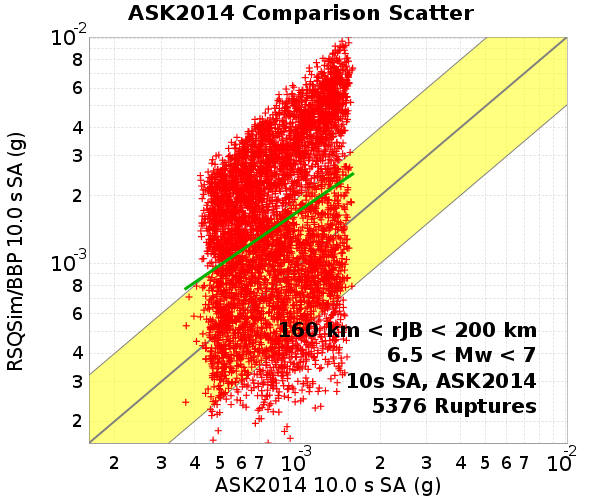 ASK2014 Comparison Scatter
10-2
8
6
4
3
2
10-3
8
6
4
3
2
RSQSim/BBP 10.0 s SA (g)
160 km < rJB < 200 km
6.5 < Mw < 7
10s SA, ASK2014
5376 Ruptures
2 3 4 5 6 7 10-3 2 3 4 5 6 7 10-2
ASK2014 10.0 s SA (g)